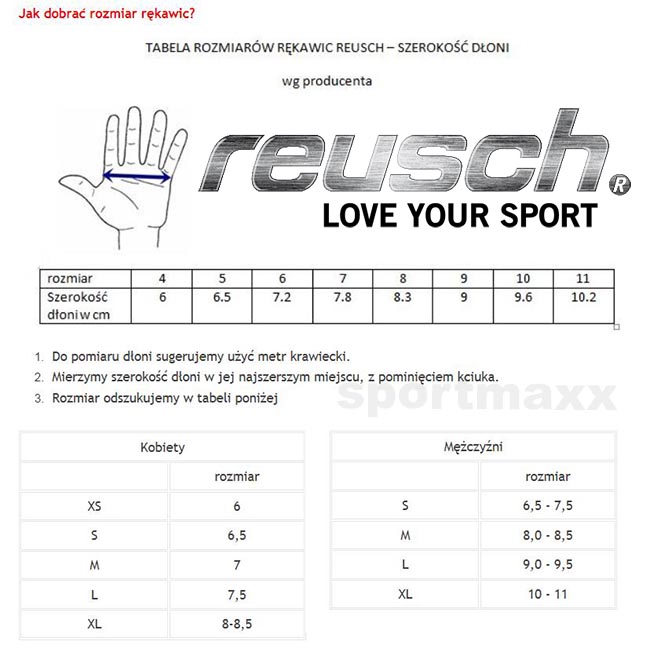 Jak dobrać rozmiar rękawic?
TABELA ROZMIARÓW RĘKAWIC REUSCH – SZEROKOŚĆ DŁONI
wg producenta
reusch®
LOVE YOUR SPORT
rozmiar 4 5 6 7 8 9 10 11
Szerokość dłoni w cm 6 6.5 7.2 7.8 8.3 9 9.6 10.2
1. Do pomiaru dłoni sugerujemy użyć metr krawiecki.
2. Mierzymy szerokość dłoni w jej najszerszym miejscu, z pominięciem kciuka.
3. Rozmiar odszukujemy w tabeli poniżej
sportmaxx
Kobiety
rozmiar
XS 6
S 6,5
M 7
L 7,5
XL 8-8,5
Mężczyźni
rozmiar
S 6,5 - 7,5
M 8,0 - 8,5
L 9,0 - 9,5
XL 10 - 11